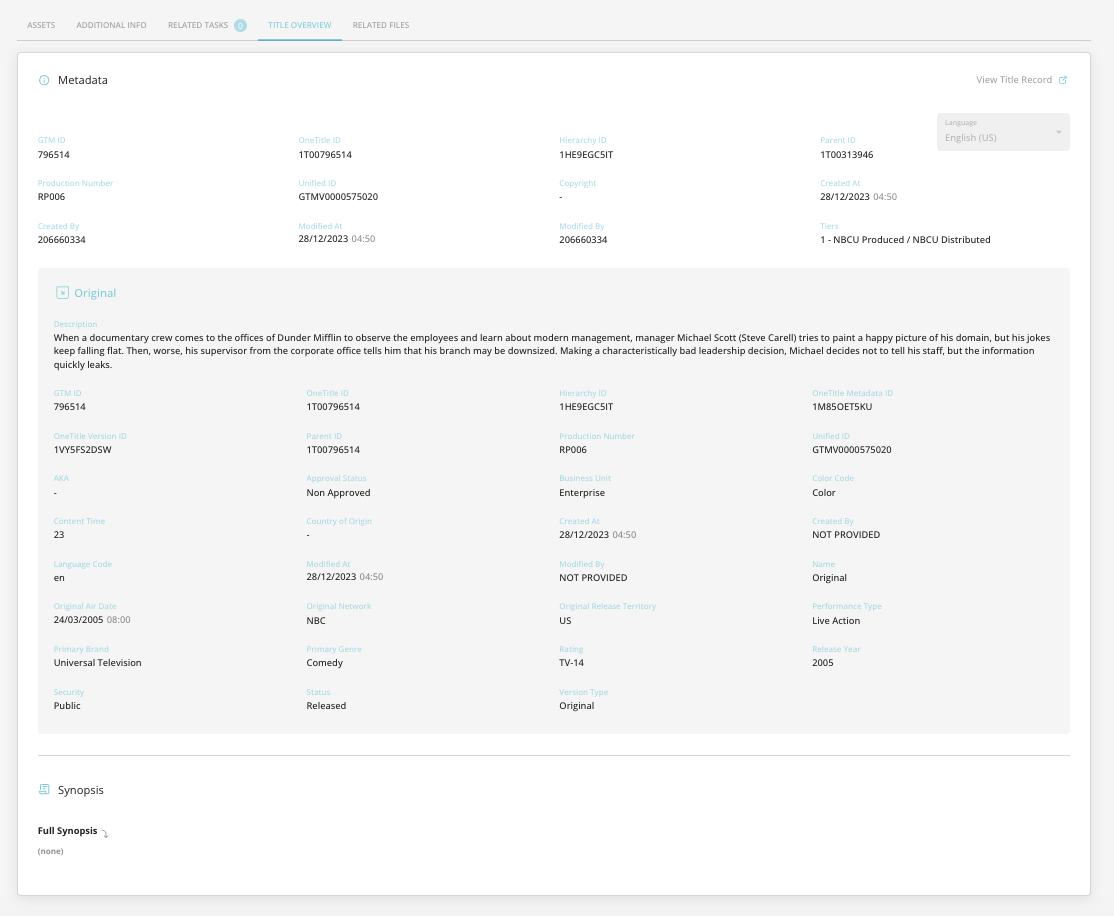 ASSETS ADDITIONAL INFO RELATED TASKS 0 TITLE OVERVIEW RELATED FILES
Metadata View Title Record
Language
English (US)
GTM ID OneTitle ID Hierarchy ID Parent ID
796514 1T00796514 1HE9EGC5IT 1T00313946
Production Number Unified ID Copyright Created At
RP006 GTMV0000575020 - 28/12/2023 04:50
Created By Modified At Modified By Tiers
206660334 28/12/2023 04:50 206660334 1 - NBCU Produced / NBCU Distributed
Original
Description
When a documentary crew comes to the offices of Dunder Mifflin to observe the employees and learn about modern management, manager Michael Scott (Steve Carell) tries to paint a happy picture of his domain, but his jokes
keep falling flat. Then, worse, his supervisor from the corporate office tells him that his branch may be downsized. Making a characteristically bad leadership decision, Michael decides not to tell his staff, but the information
quickly leaks.
GTM ID OneTitle ID Hierarchy ID OneTitle Metadata ID
796514 1T00796514 1HE9EGC5IT 1M85OET5KU
OneTitle Version ID Parent ID Production Number Unified ID
1VY5FS2DSW 1T00796514 RP006 GTMV0000575020
AKA Approval Status Business Unit Color Code
- Non Approved Enterprise Color
Content Time Country of Origin Created At Created By
23 - 28/12/2023 04:50 NOT PROVIDED
Language Code Modified At Modified By Name
en 28/12/2023 04:50 NOT PROVIDED Original
Original Air Date Original Network Original Release Territory Performance Type
24/03/2005 08:00 NBC US Live Action
Primary Brand Primary Genre Rating Release Year
Universal Television Comedy TV-14 2005
Security Status Version Type
Public Released Original
Synopsis
Full Synopsis
(none)